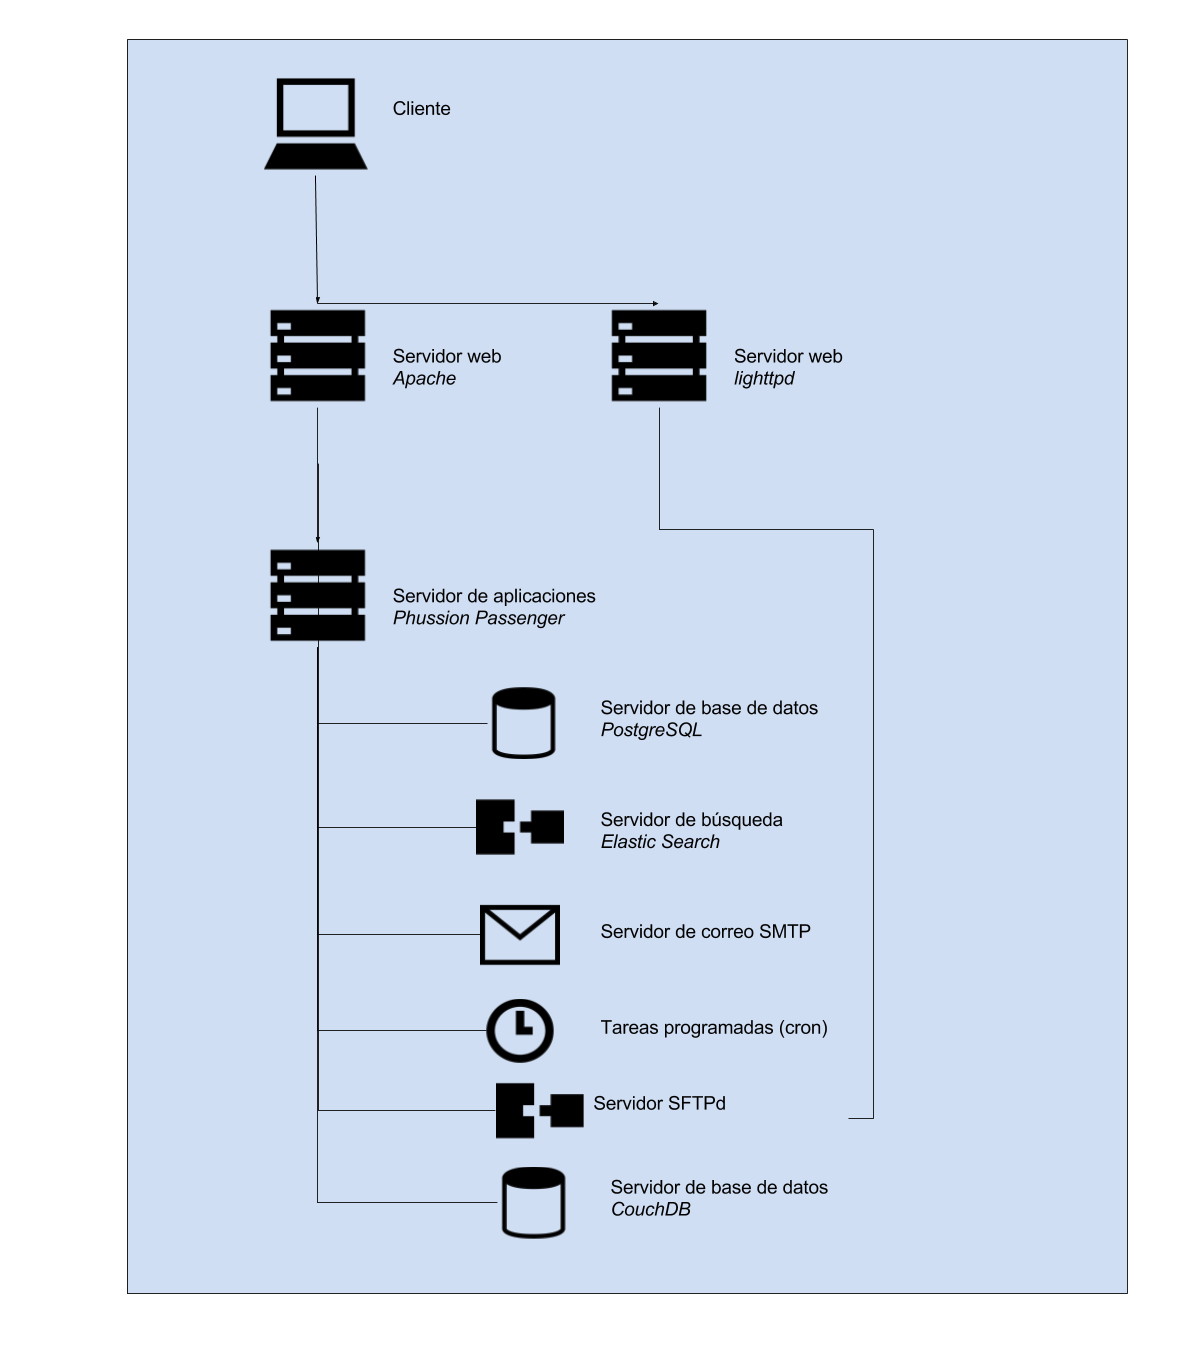 Cliente
Servidor web
Apache
Servidor web
lighttpd
Servidor de aplicaciones
Phussion Passenger
Servidor de base de datos
PostgreSQL
Servidor de búsqueda
Elastic Search
Servidor de correo SMTP
Tareas programadas (cron)
Servidor SFTPd
Servidor de base de datos
CouchDB